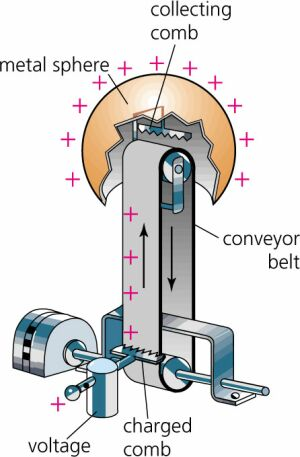 collecting
comb
metal sphere
conveyor
belt
voltage
charged
comb